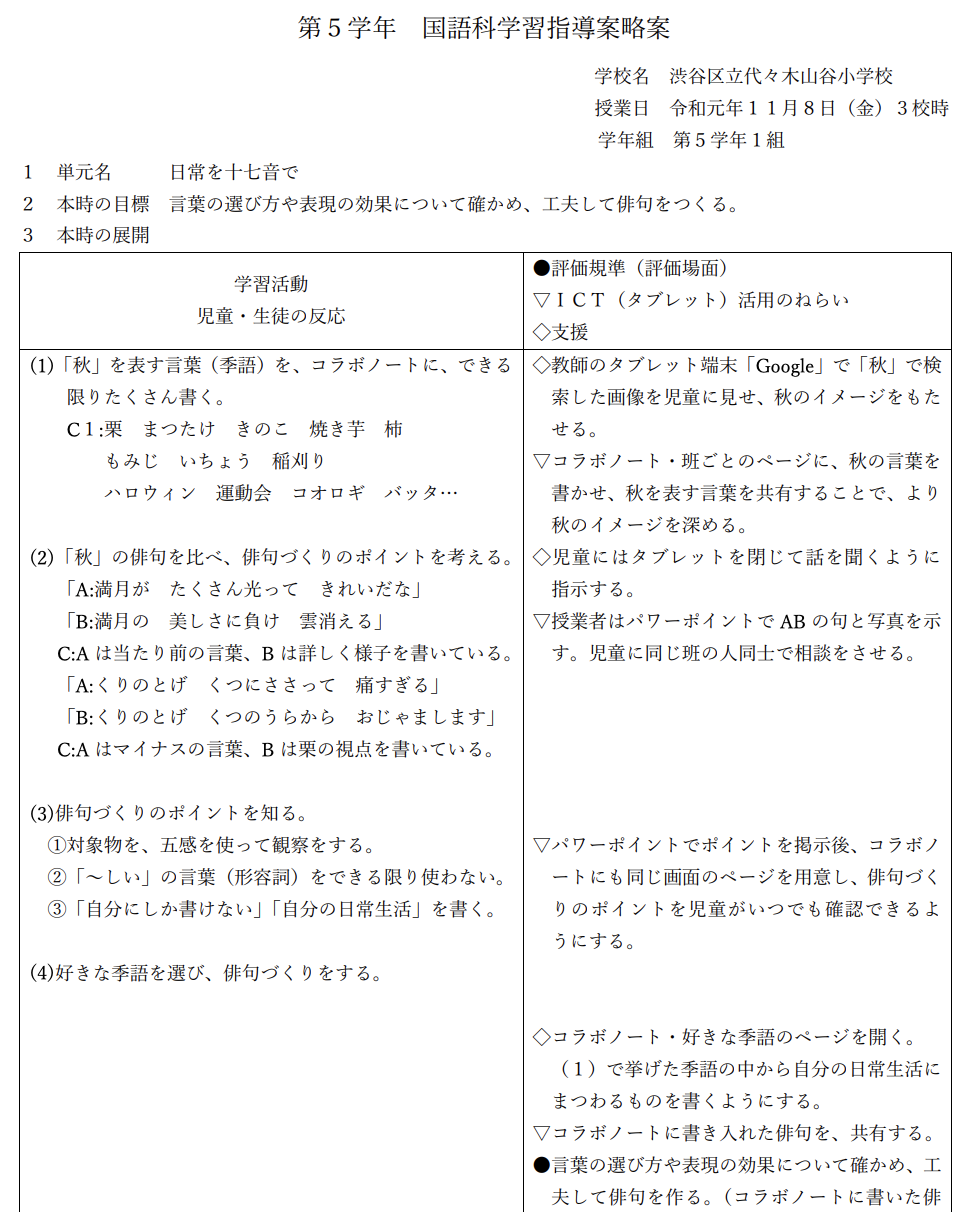 第５学年　国語科学習指導案略案
学校名　渋谷区立代々木山谷小学校
授業日　令和元年１１月８日（金）３校時
学年組　第５学年１組
１　単元名　　　日常を十七音で
２　本時の目標　言葉の選び方や表現の効果について確かめ、工夫して俳句をつくる。
３　本時の展開
学習活動
児童・生徒の反応
●評価規準（評価場面）
▽ＩＣＴ（タブレット）活用のねらい
◇支援
(1)「秋」を表す言葉（季語）を、コラボノートに、できる
限りたくさん書く。
C１:栗　まつたけ　きのこ　焼き芋　柿
もみじ　いちょう　稲刈り
ハロウィン　運動会　コオロギ　バッタ…
(2)「秋」の俳句を比べ、俳句づくりのポイントを考える。
「A:満月が　たくさん光って　きれいだな」
「B:満月の　美しさに負け　雲消える」
C:A は当たり前の言葉、B は詳しく様子を書いている。
「A:くりのとげ　くつにささって　痛すぎる」
「B:くりのとげ　くつのうらから　おじゃまします」
C:A はマイナスの言葉、B は栗の視点を書いている。
(3)俳句づくりのポイントを知る。
①対象物を、五感を使って観察をする。
②「～しい」の言葉（形容詞）をできる限り使わない。
③「自分にしか書けない」「自分の日常生活」を書く。
(4)好きな季語を選び、俳句づくりをする。
◇教師のタブレット端末「Google」で「秋」で検
索した画像を児童に見せ、秋のイメージをもた
せる。
▽コラボノート・班ごとのページに、秋の言葉を
書かせ、秋を表す言葉を共有することで、より
秋のイメージを深める。
◇児童にはタブレットを閉じて話を聞くように
指示する。
▽授業者はパワーポイントで AB の句と写真を示
す。児童に同じ班の人同士で相談をさせる。
▽パワーポイントでポイントを掲示後、コラボノ
ートにも同じ画面のページを用意し、俳句づく
りのポイントを児童がいつでも確認できるよ
うにする。
◇コラボノート・好きな季語のページを開く。
（１）で挙げた季語の中から自分の日常生活に
まつわるものを書くようにする。
▽コラボノートに書き入れた俳句を、共有する。
●言葉の選び方や表現の効果について確かめ、工
夫して俳句を作る。（コラボノートに書いた俳